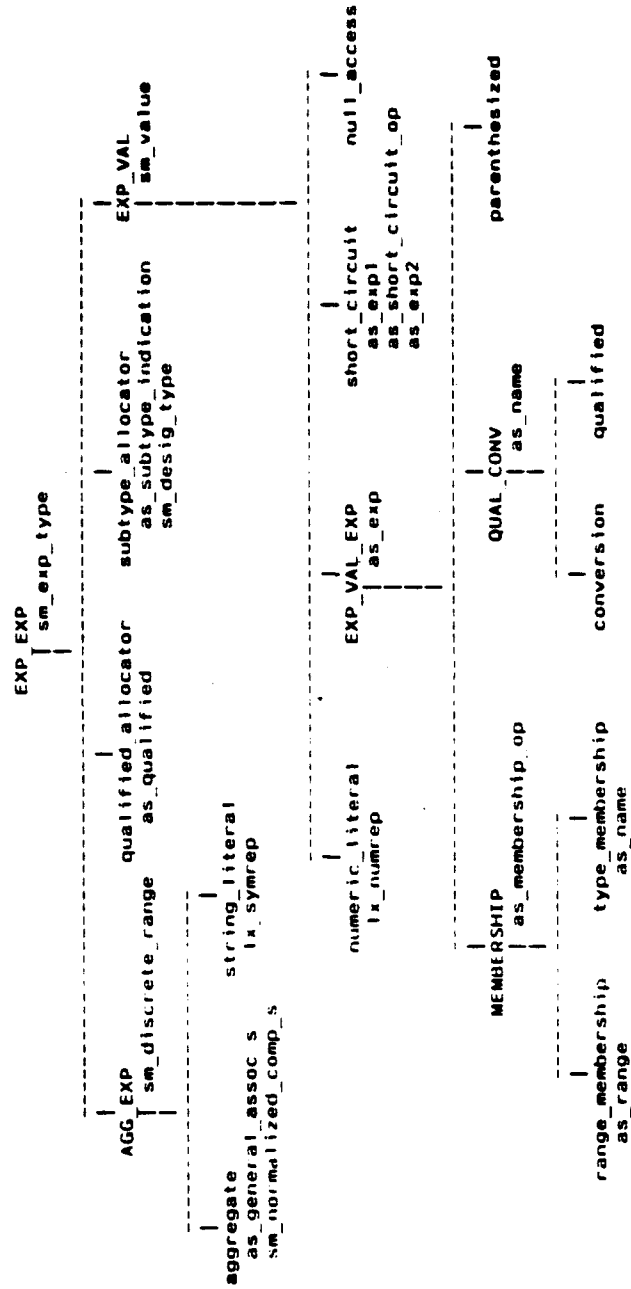 EXP_EXP
sm_exp_type
AGG_EXP
sm_discrete_range
qualified_allocator
as_qualified
subtype_allocator
as_subtype_indication
sm_desig_type
EXP_VAL
sm_value
aggregate
as_general_assoc_s
sm_normalized_comp_s
string_literal
lx_symrep
numeric_literal
lx_numrep
EXP_VAL_EXP
as_exp
short_circuit
as_exp1
as_short_circuit_op
as_exp2
null_access
MEMBERSHIP
as_membership_op
QUAL_CONV
as_name
parenthesized
range_membership
as_range
type_membership
as_name
conversion
qualified